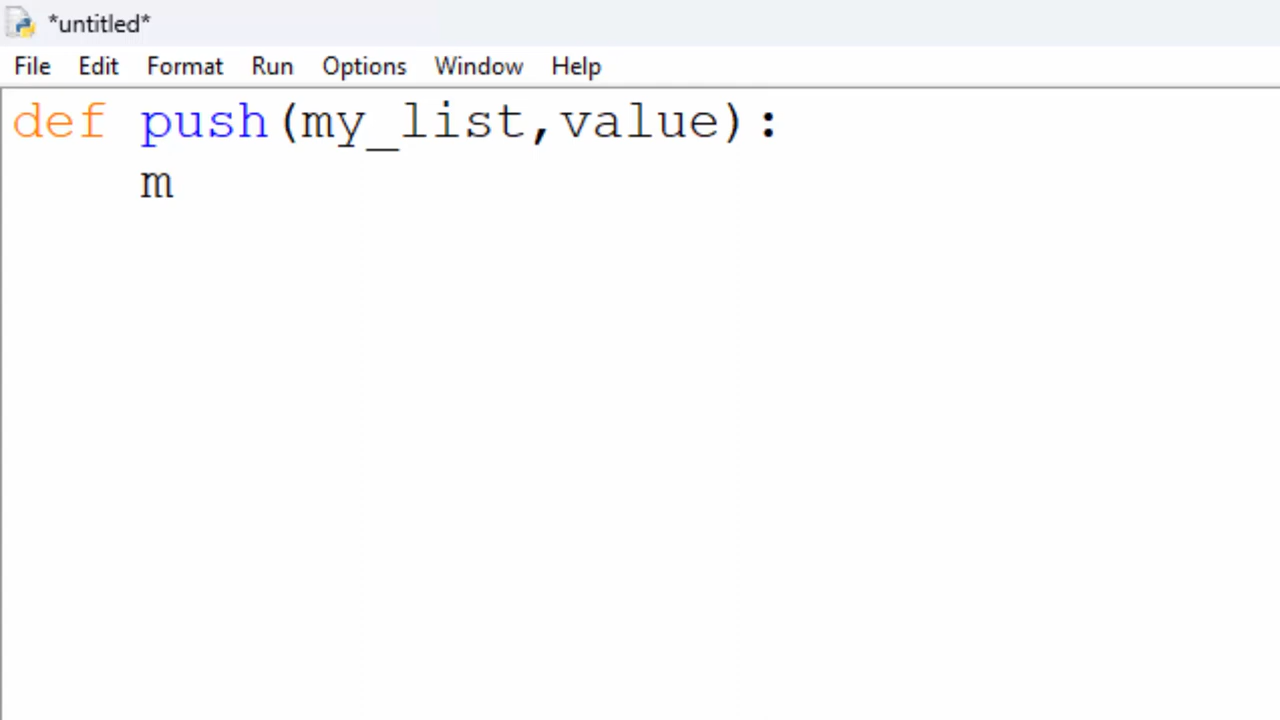 *untitled*
File Edit Format Run Options Window Help
def push(my_list,value):
    m